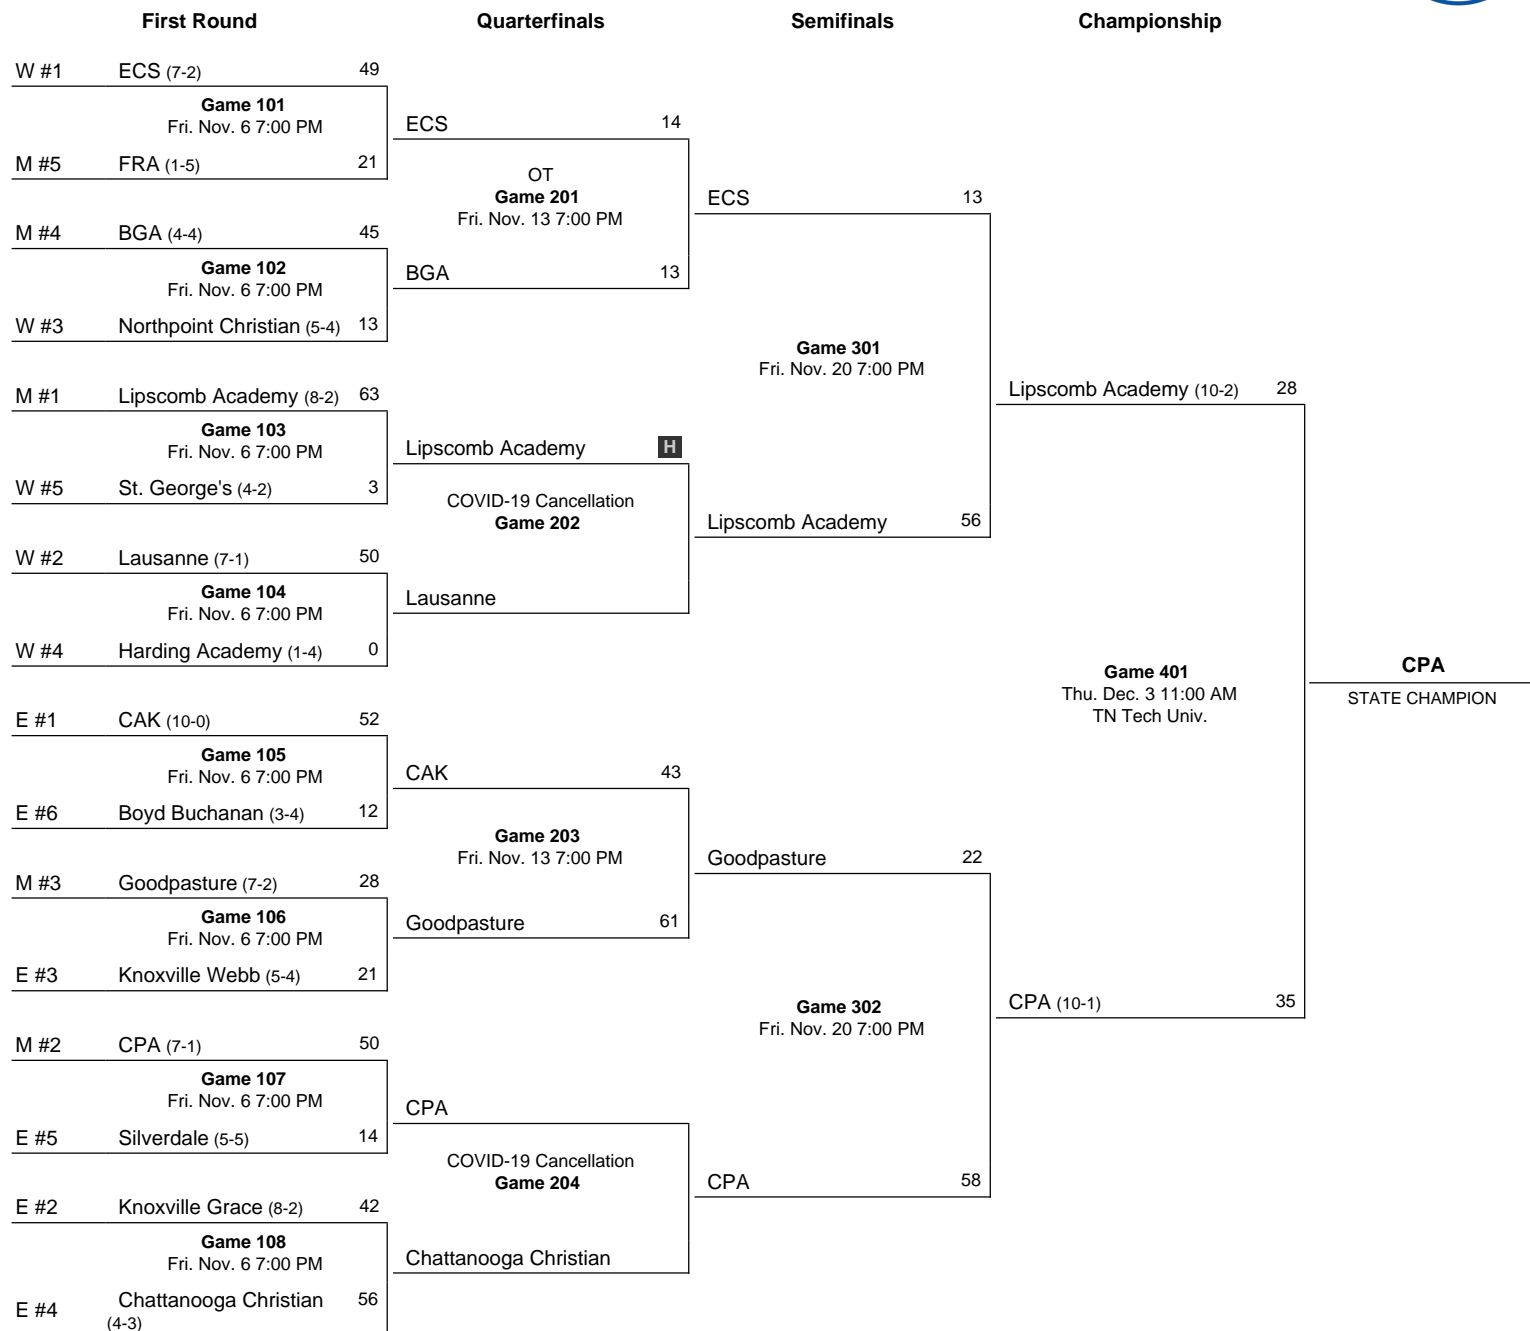 First Round Quarterfinals Semifinals Championship
W #1 ECS (7-2) 49
Game 101
Fri. Nov. 6 7:00 PM
M #5 FRA (1-5) 21
M #4 BGA (4-4) 45
Game 102
Fri. Nov. 6 7:00 PM
W #3 Northpoint Christian (5-4) 13
M #1 Lipscomb Academy (8-2) 63
Game 103
Fri. Nov. 6 7:00 PM
W #5 St. George's (4-2) 3
W #2 Lausanne (7-1) 50
Game 104
Fri. Nov. 6 7:00 PM
W #4 Harding Academy (1-4) 0
E #1 CAK (10-0) 52
Game 105
Fri. Nov. 6 7:00 PM
E #6 Boyd Buchanan (3-4) 12
M #3 Goodpasture (7-2) 28
Game 106
Fri. Nov. 6 7:00 PM
E #3 Knoxville Webb (5-4) 21
M #2 CPA (7-1) 50
Game 107
Fri. Nov. 6 7:00 PM
E #5 Silverdale (5-5) 14
E #2 Knoxville Grace (8-2) 42
Game 108
Fri. Nov. 6 7:00 PM
E #4 Chattanooga Christian 56
(4-3)
ECS 14
OT
Game 201
Fri. Nov. 13 7:00 PM
BGA 13
Lipscomb Academy H
COVID-19 Cancellation
Game 202
Lausanne
CAK 43
Game 203
Fri. Nov. 13 7:00 PM
Goodpasture 61
CPA
COVID-19 Cancellation
Game 204
Chattanooga Christian
ECS 13
Game 301
Fri. Nov. 20 7:00 PM
Lipscomb Academy 56
Goodpasture 22
Game 302
Fri. Nov. 20 7:00 PM
CPA 58
Lipscomb Academy (10-2) 28
Game 401
Thu. Dec. 3 11:00 AM
TN Tech Univ.
CPA (10-1) 35
CPA
STATE CHAMPION